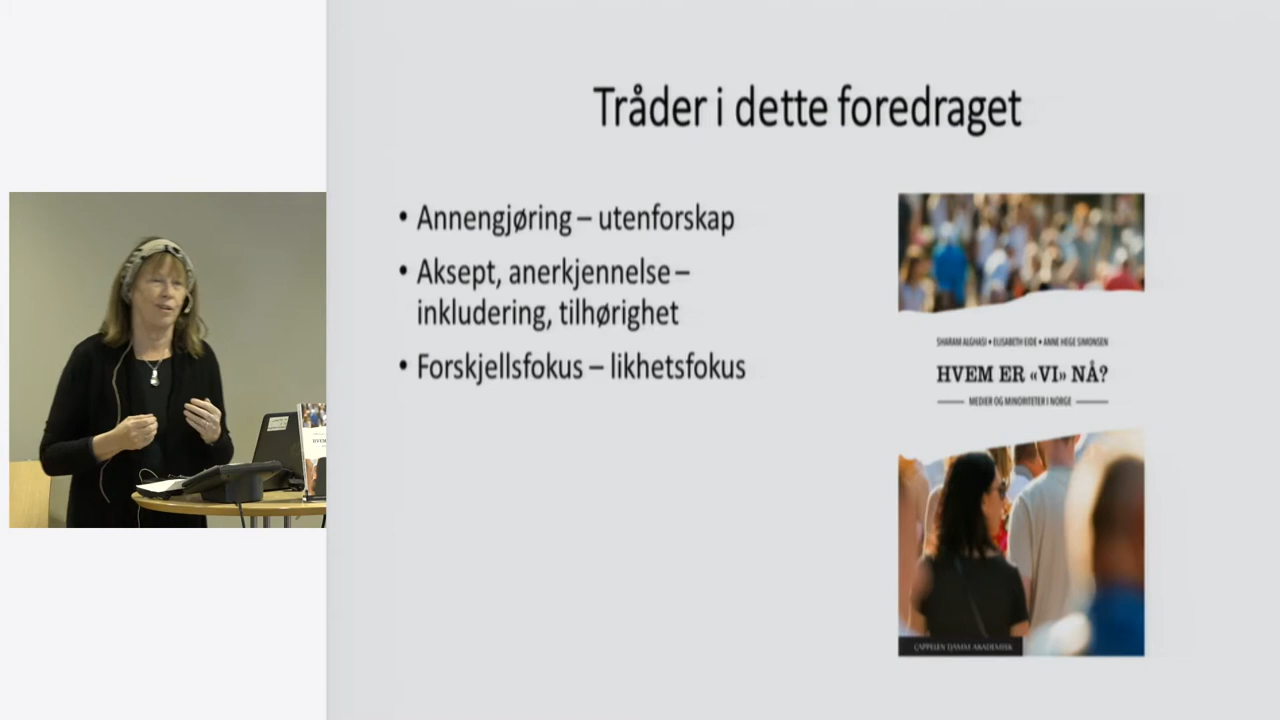 Tråder i dette foredraget
• Annengjøring – utenforskap
• Aksept, anerkjennelse –
inkludering, tilhørighet
• Forskjellsfokus – likhetsfokus
SHARAM ALGHASI • ELISABETH EIDE • ANNE HEGE SIMONSEN
HVEM ER «VI» NÅ?
MEDIER OG MINORITETER I NORGE
CAPPELEN DAMM AKADEMISK